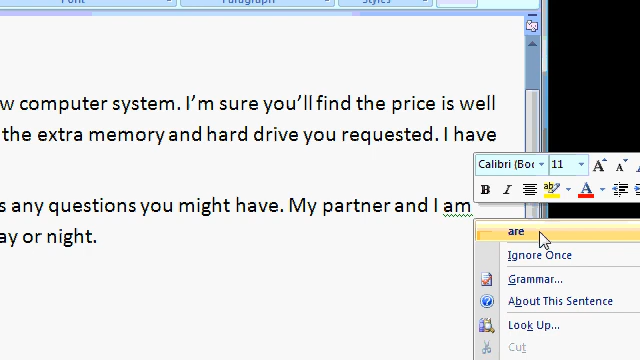 Font Paragraph Styles
w computer system. I'm sure you'll find the price is well
the extra memory and hard drive you requested. I have
s any questions you might have. My partner and I am
ay or night.
Calibri (Boc 11 A A
B I ab A
are
Ignore Once
Grammar...
About This Sentence
Look Up...
Cut